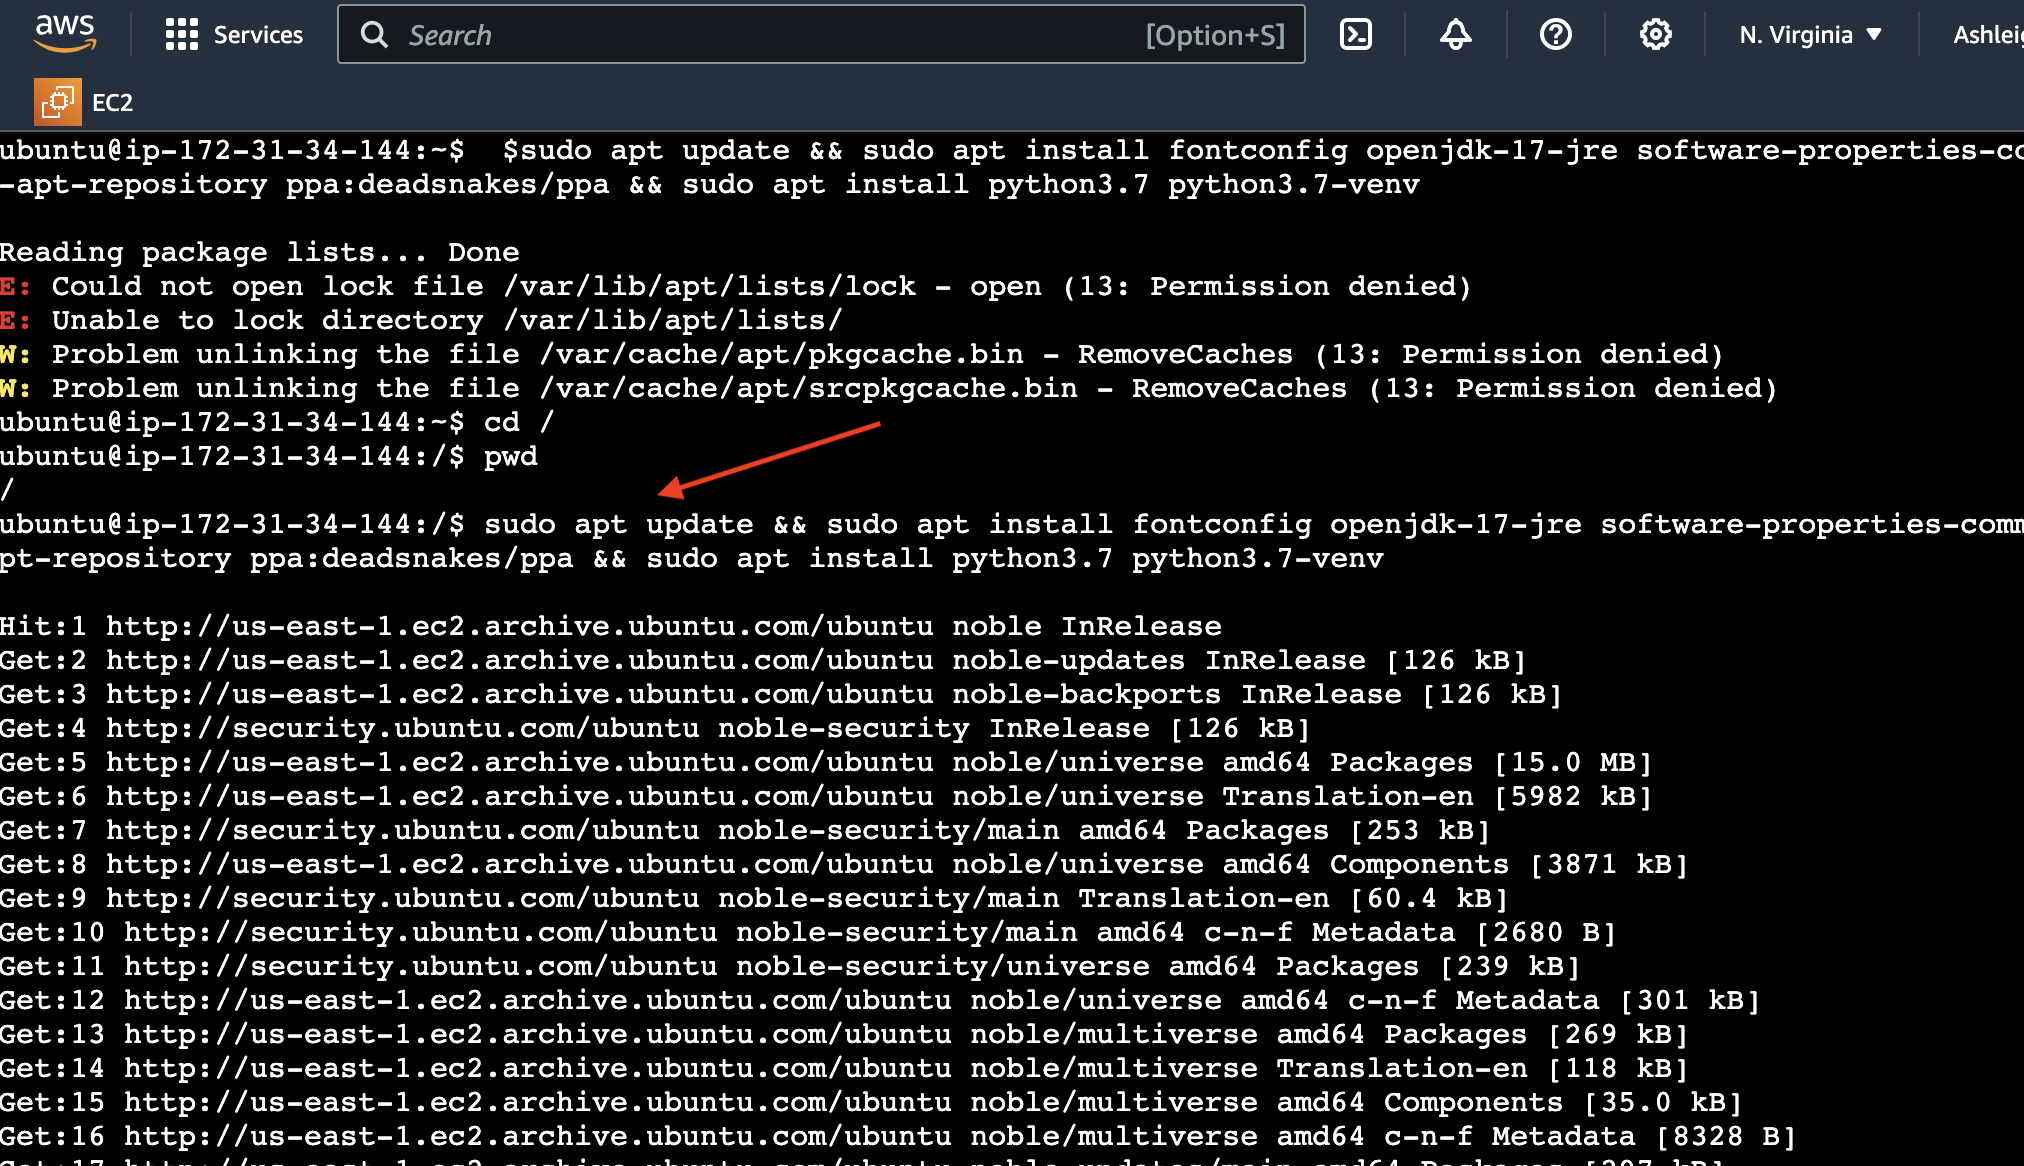 aws Services Search [Option+S] N. Virginia ▼
EC2
ubuntu@ip-172-31-34-144:~$  $sudo apt update && sudo apt install fontconfig openjdk-17-jre software-properties-co
-apt-repository ppa:deadsnakes/ppa && sudo apt install python3.7 python3.7-venv
Reading package lists... Done
E: Could not open lock file /var/lib/apt/lists/lock - open (13: Permission denied)
E: Unable to lock directory /var/lib/apt/lists/
W: Problem unlinking the file /var/cache/apt/pkgcache.bin - RemoveCaches (13: Permission denied)
W: Problem unlinking the file /var/cache/apt/srcpkgcache.bin - RemoveCaches (13: Permission denied)
ubuntu@ip-172-31-34-144:~$ cd /
ubuntu@ip-172-31-34-144:/$ pwd
/
ubuntu@ip-172-31-34-144:/$ sudo apt update && sudo apt install fontconfig openjdk-17-jre software-properties-comm
pt-repository ppa:deadsnakes/ppa && sudo apt install python3.7 python3.7-venv
Hit:1 http://us-east-1.ec2.archive.ubuntu.com/ubuntu noble InRelease
Get:2 http://us-east-1.ec2.archive.ubuntu.com/ubuntu noble-updates InRelease [126 kB]
Get:3 http://us-east-1.ec2.archive.ubuntu.com/ubuntu noble-backports InRelease [126 kB]
Get:4 http://security.ubuntu.com/ubuntu noble-security InRelease [126 kB]
Get:5 http://us-east-1.ec2.archive.ubuntu.com/ubuntu noble/universe amd64 Packages [15.0 MB]
Get:6 http://us-east-1.ec2.archive.ubuntu.com/ubuntu noble/universe Translation-en [5982 kB]
Get:7 http://security.ubuntu.com/ubuntu noble-security/main amd64 Packages [253 kB]
Get:8 http://us-east-1.ec2.archive.ubuntu.com/ubuntu noble/universe amd64 Components [3871 kB]
Get:9 http://security.ubuntu.com/ubuntu noble-security/main Translation-en [60.4 kB]
Get:10 http://security.ubuntu.com/ubuntu noble-security/main amd64 c-n-f Metadata [2680 B]
Get:11 http://security.ubuntu.com/ubuntu noble-security/universe amd64 Packages [239 kB]
Get:12 http://us-east-1.ec2.archive.ubuntu.com/ubuntu noble/universe amd64 c-n-f Metadata [301 kB]
Get:13 http://us-east-1.ec2.archive.ubuntu.com/ubuntu noble/multiverse amd64 Packages [269 kB]
Get:14 http://us-east-1.ec2.archive.ubuntu.com/ubuntu noble/multiverse Translation-en [118 kB]
Get:15 http://us-east-1.ec2.archive.ubuntu.com/ubuntu noble/multiverse amd64 Components [35.0 kB]
Get:16 http://us-east-1.ec2.archive.ubuntu.com/ubuntu noble/multiverse amd64 c-n-f Metadata [8328 B]